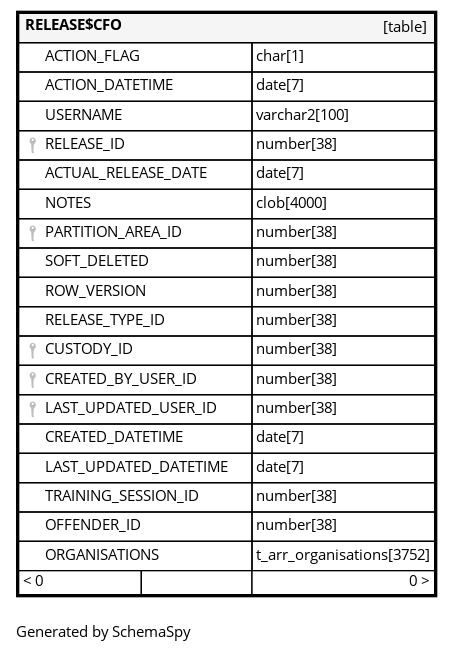 RELEASE$CFO [table]
ACTION_FLAG char[1]
ACTION_DATETIME date[7]
USERNAME varchar2[100]
RELEASE_ID number[38]
ACTUAL_RELEASE_DATE date[7]
NOTES clob[4000]
PARTITION_AREA_ID number[38]
SOFT_DELETED number[38]
ROW_VERSION number[38]
RELEASE_TYPE_ID number[38]
CUSTODY_ID number[38]
CREATED_BY_USER_ID number[38]
LAST_UPDATED_USER_ID number[38]
CREATED_DATETIME date[7]
LAST_UPDATED_DATETIME date[7]
TRAINING_SESSION_ID number[38]
OFFENDER_ID number[38]
ORGANISATIONS t_arr_organisations[3752]
< 0 0 >
Generated by SchemaSpy